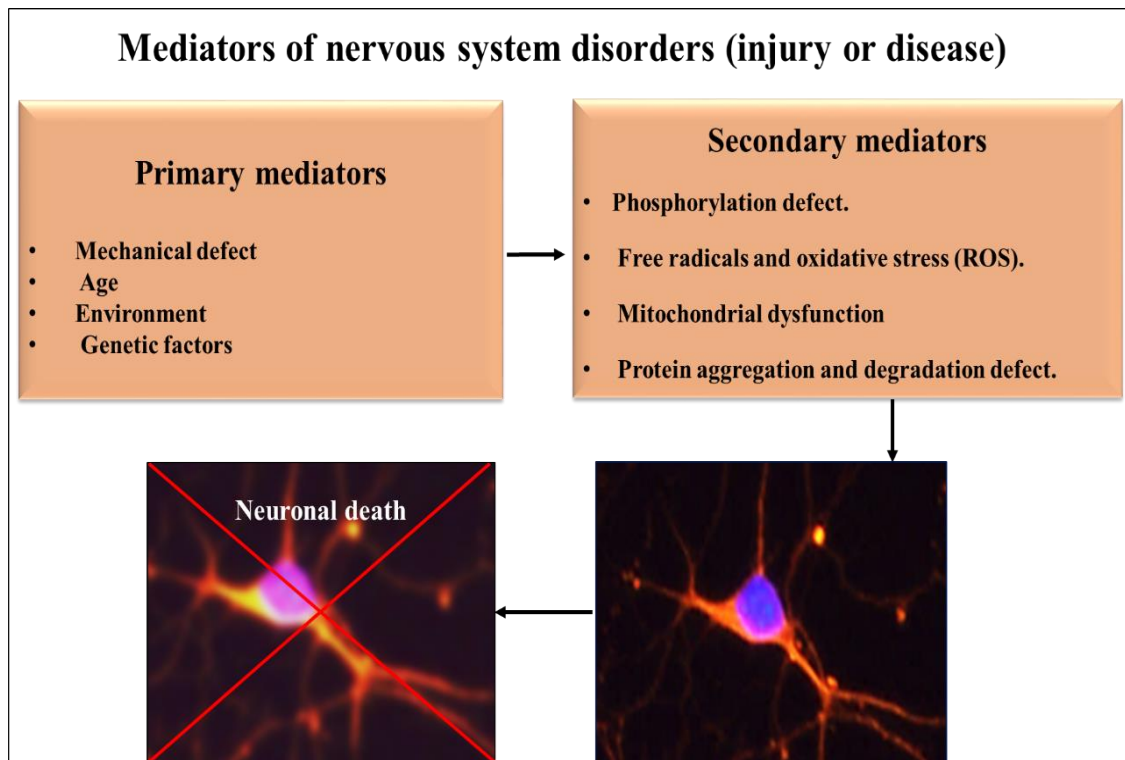 Mediators of nervous system disorders (injury or disease)
Primary mediators
• Mechanical defect
• Age
• Environment
• Genetic factors
Secondary mediators
• Phosphorylation defect.
• Free radicals and oxidative stress (ROS).
• Mitochondrial dysfunction
• Protein aggregation and degradation defect.
Neuronal death